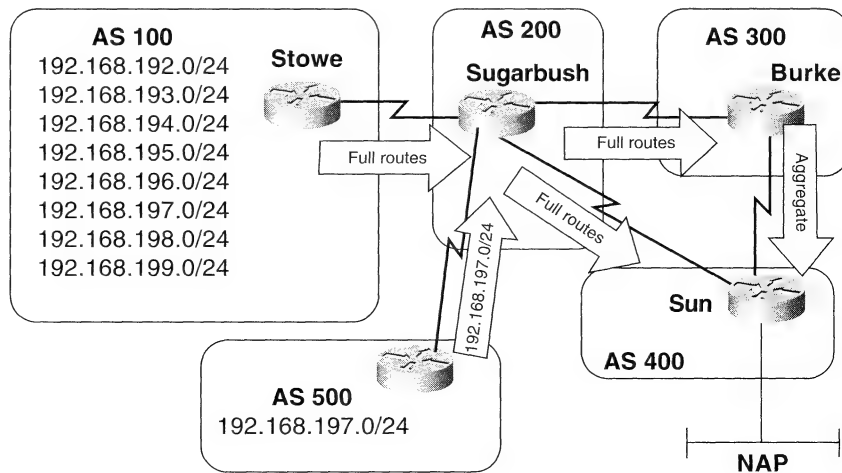 AS 100
192.168.192.0/24
192.168.193.0/24
192.168.194.0/24
192.168.195.0/24
192.168.196.0/24
192.168.197.0/24
192.168.198.0/24
192.168.199.0/24
Stowe
Full routes
AS 200
Sugarbush
Full routes
Full routes
AS 300
Burke
Aggregate
192.168.197.0/24
Sun
AS 400
AS 500
192.168.197.0/24
NAP